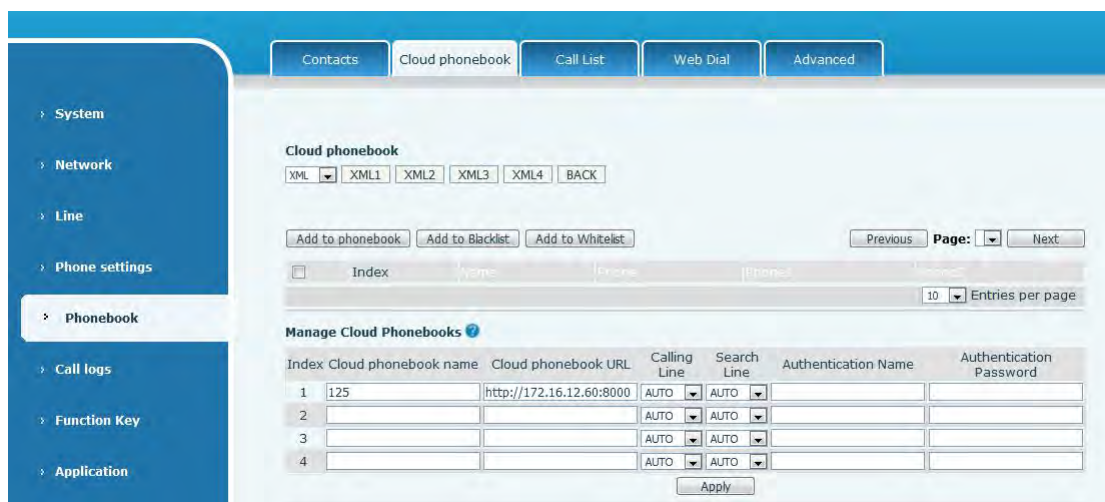 Contacts Cloud phonebook Call List Web Dial Advanced
System
Network
Line
Phone settings
Phonebook
Call logs
Function Key
Application
Cloud phonebook
XML XML1 XML2 XML3 XML4 BACK
Add to phonebook Add to Blacklist Add to Whitelist Previous Page: Next
Index Name Phone Phone1 Phone2
10 Entries per page
Manage Cloud Phonebooks ?
Index Cloud phonebook name Cloud phonebook URL Calling Line Search Line Authentication Name Authentication Password
1 125 http://172.16.12.60:8000 AUTO AUTO
2 AUTO AUTO
3 AUTO AUTO
4 AUTO AUTO
Apply